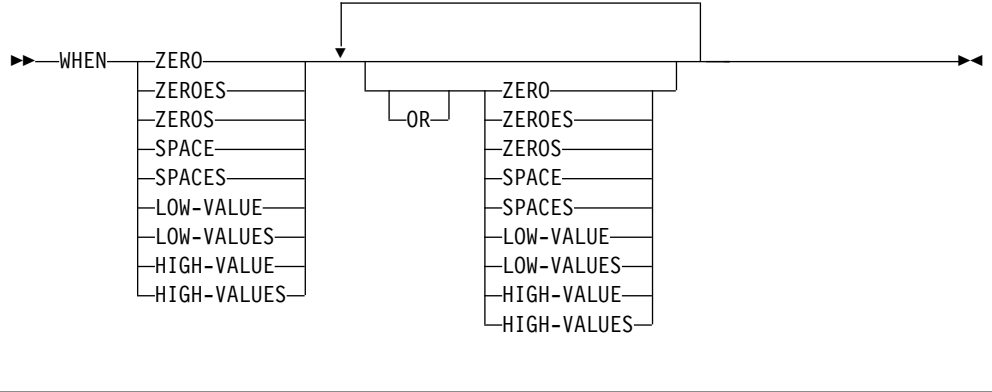 WHEN ZERO
ZEROES ZERO
ZEROS OR ZEROES
SPACE ZEROS
SPACES SPACE
LOW-VALUE SPACES
LOW-VALUES LOW-VALUE
HIGH-VALUE LOW-VALUES
HIGH-VALUES HIGH-VALUE
HIGH-VALUES